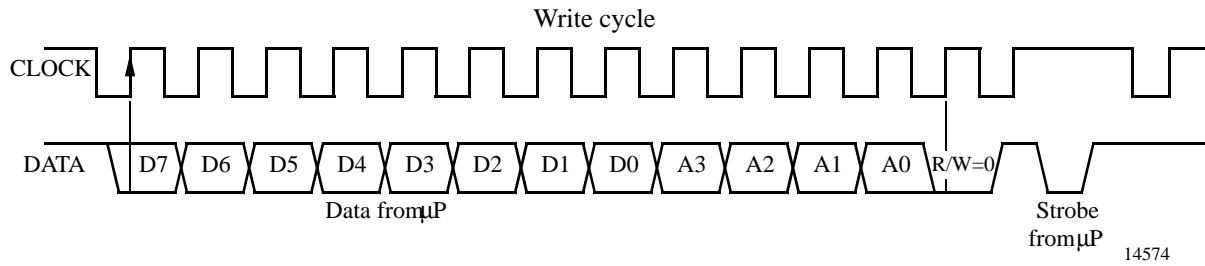 Write cycle
CLOCK
DATA D7 D6 D5 D4 D3 D2 D1 D0 A3 A2 A1 A0 R/W=0
Data fromµP
Strobe
fromµP
14574